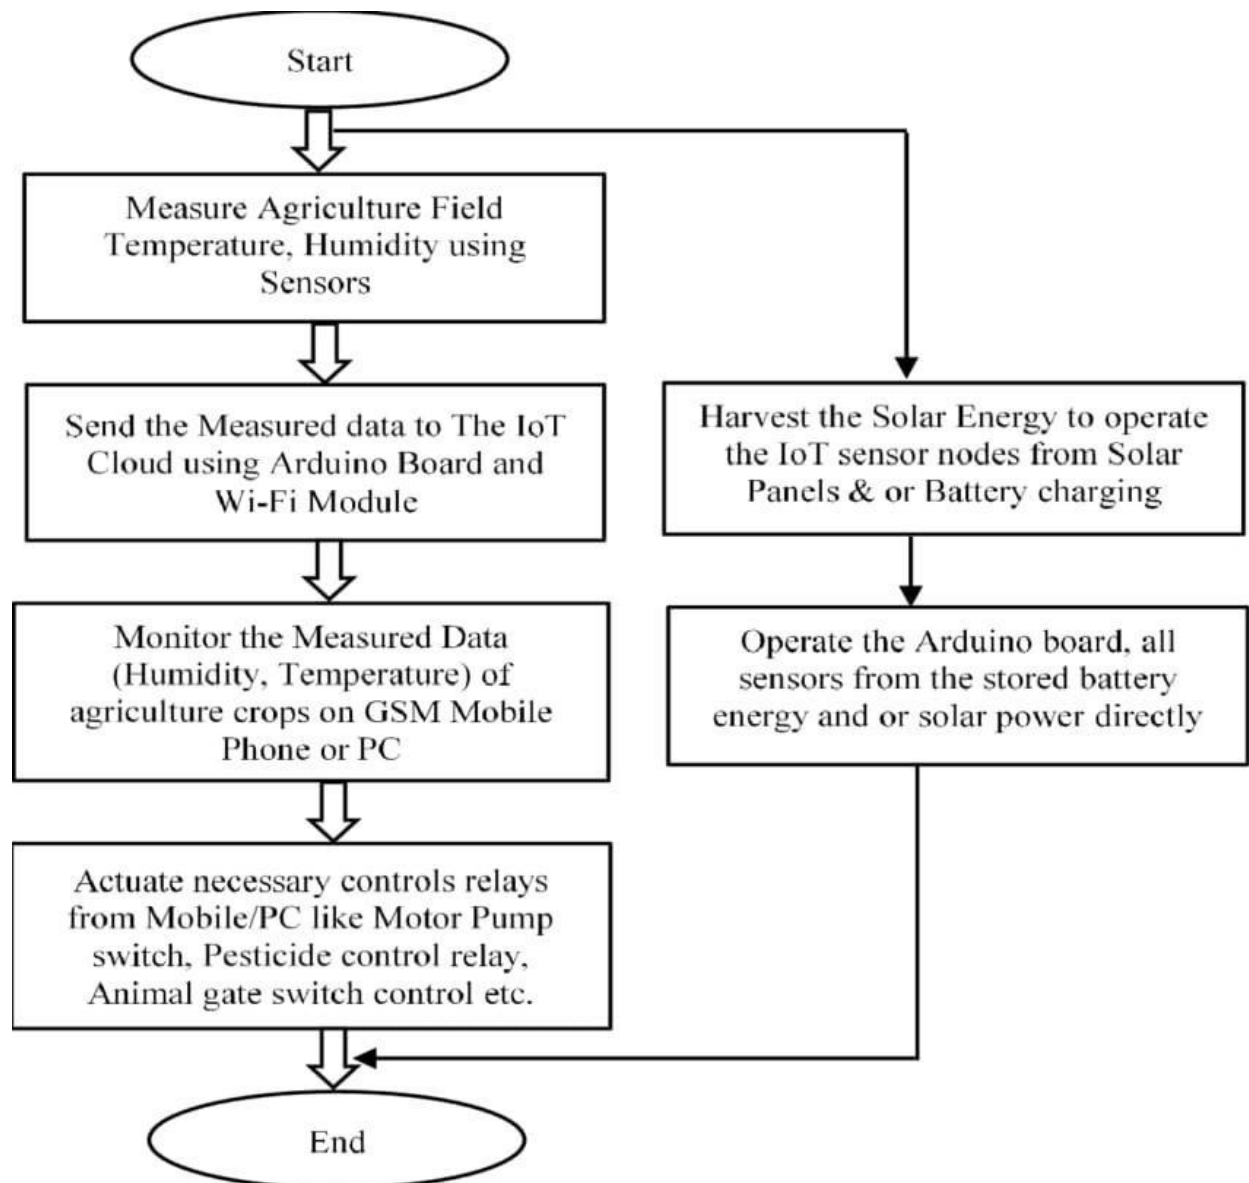 Start
Measure Agriculture Field
Temperature, Humidity using
Sensors
Send the Measured data to The IoT
Cloud using Arduino Board and
Wi-Fi Module
Monitor the Measured Data
(Humidity, Temperature) of
agriculture crops on GSM Mobile
Phone or PC
Actuate necessary controls relays
from Mobile/PC like Motor Pump
switch, Pesticide control relay,
Animal gate switch control etc.
Harvest the Solar Energy to operate
the IoT sensor nodes from Solar
Panels & or Battery charging
Operate the Arduino board, all
sensors from the stored battery
energy and or solar power directly
End